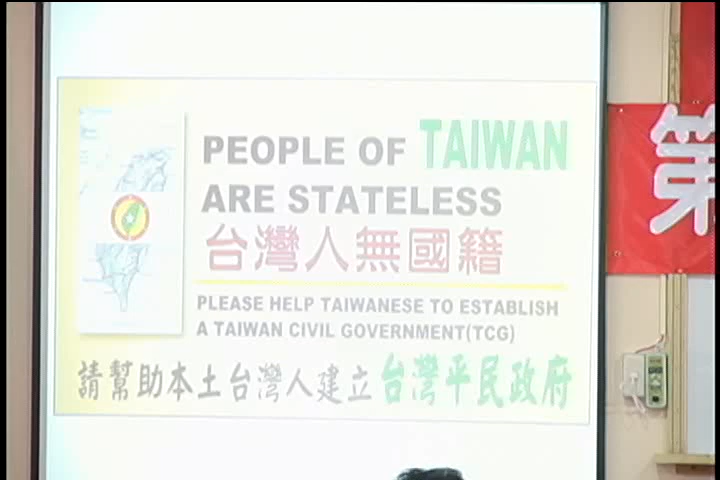 PEOPLE OF TAIWAN
ARE STATELESS
台灣人無國籍
PLEASE HELP TAIWANESE TO ESTABLISH
A TAIWAN CIVIL GOVERNMENT(TCG)
請幫助本土台灣人建立台灣平民政府
第